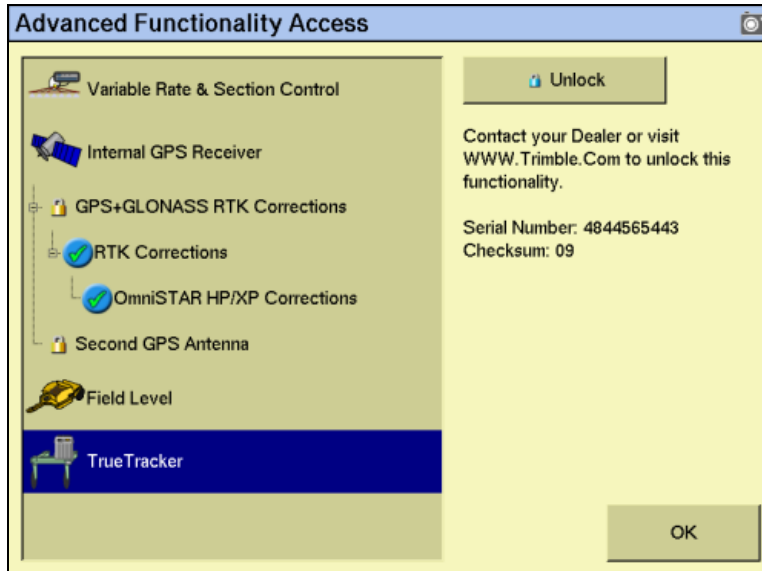 Advanced Functionality Access
Variable Rate & Section Control
Internal GPS Receiver
GPS+GLONASS RTK Corrections
RTK Corrections
OmniSTAR HP/XP Corrections
Second GPS Antenna
Field Level
TrueTracker
Unlock
Contact your Dealer or visit
WWW.Trimble.Com to unlock this
functionality.
Serial Number: 4844565443
Checksum: 09
OK